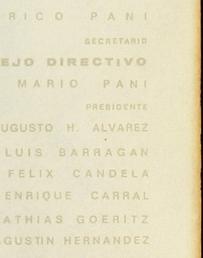 RICO PANI
SECRETARIO
EJO DIRECTIVO
MARIO PANI
PRESIDENTE
UGUSTO H. ALVAREZ
LUIS BARRAGAN
FELIX CANDELA
ENRIQUE CARRAL
ATHIAS GOERITZ
AGUSTIN HERNANDEZ